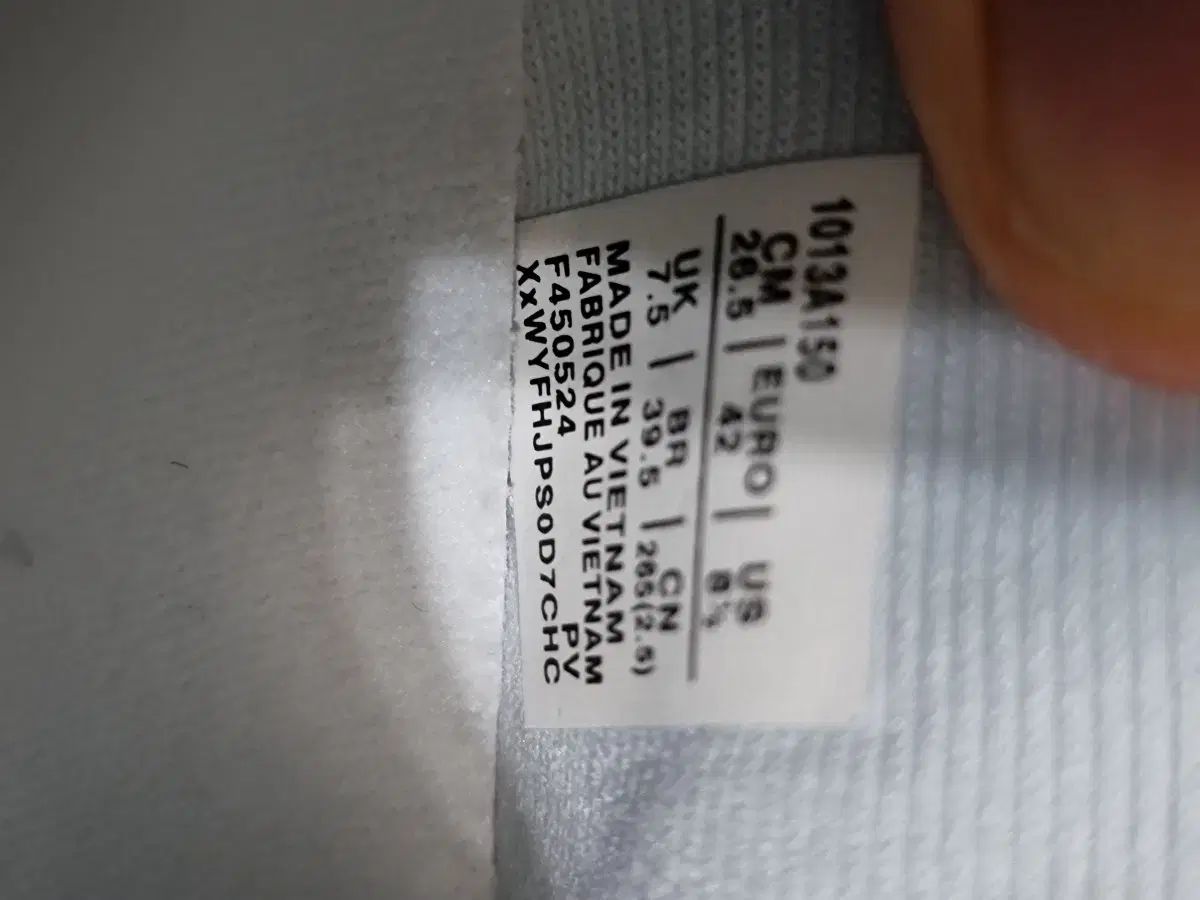 1013A150
CM | EURO | US
26.5 | 42 | 8½
UK | BR | CN
7.5 | 39.5 | 265(2.5)
MADE IN VIETNAM
FABRIQUE AU VIETNAM
F450524 PV
XxWYFHJPS0D7CHC